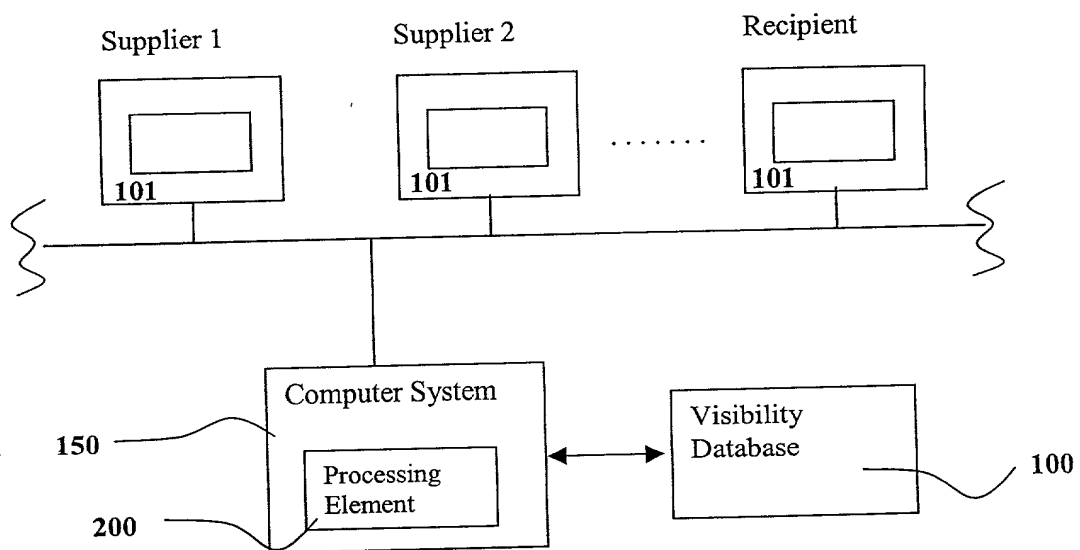 Supplier 1
Supplier 2
Recipient
.......
101
101
101
Computer System
Processing
Element
Visibility
Database
150
200
100